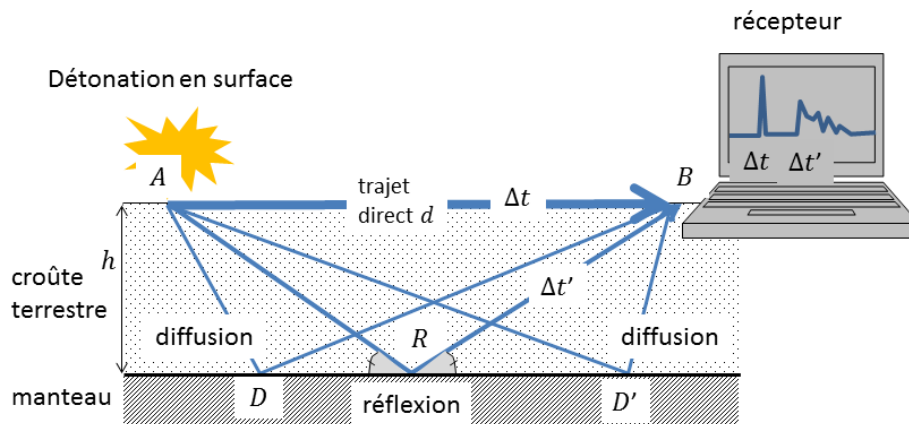 récepteur
Détonation en surface
Δt Δt'
A
B
trajet
direct d
Δt
h
croûte
terrestre
Δt'
diffusion
R
diffusion
manteau
D
réflexion
D'